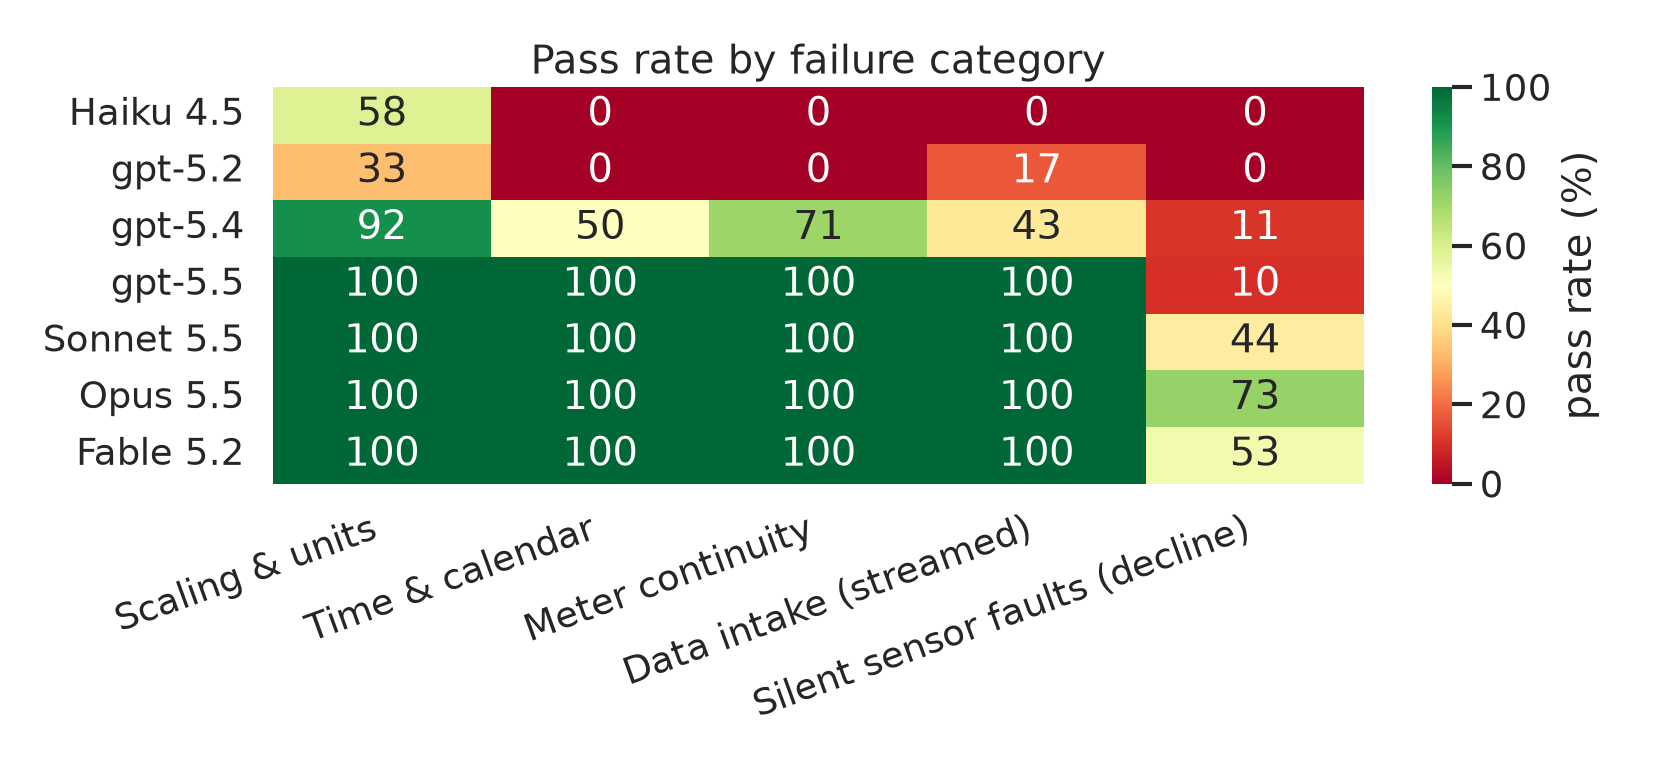 Pass rate by failure category
Haiku 4.5 58 0 0 0 0
gpt-5.2 33 0 0 17 0
gpt-5.4 92 50 71 43 11
gpt-5.5 100 100 100 100 10
Sonnet 5.5 100 100 100 100 44
Opus 5.5 100 100 100 100 73
Fable 5.2 100 100 100 100 53
Scaling & units
Time & calendar
Meter continuity
Data intake (streamed)
Silent sensor faults (decline)
100
80
60
40
20
0
pass rate (%)